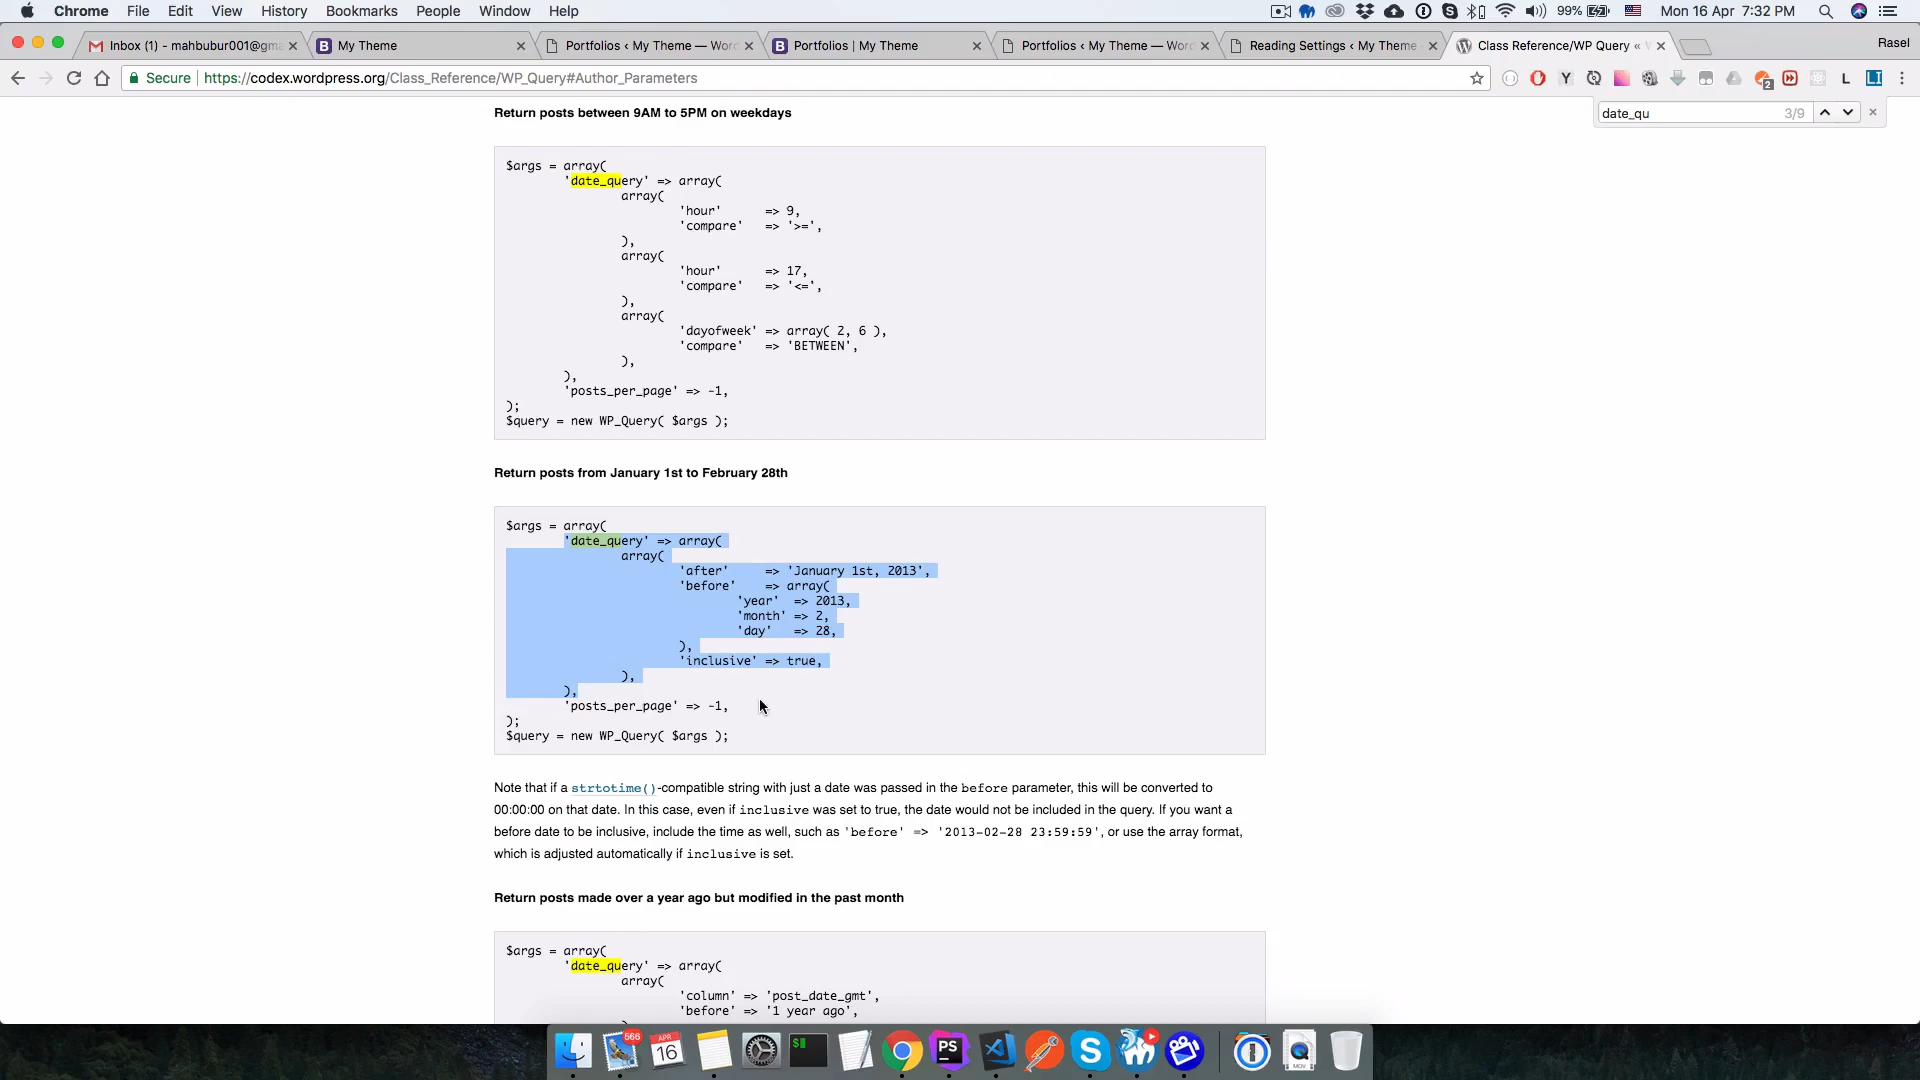 Chrome File Edit View History Bookmarks People Window Help 99% Mon 16 Apr 7:32 PM
Inbox (1) - mahbubur001@gma My Theme Portfolios ‹ My Theme — Word Portfolios | My Theme Portfolios ‹ My Theme — Word Reading Settings ‹ My Theme Class Reference/WP Query « W Rasel
Secure https://codex.wordpress.org/Class_Reference/WP_Query#Author_Parameters
date_qu 3/9
Return posts between 9AM to 5PM on weekdays
$args = array(
'date_query' => array(
array(
'hour' => 9,
'compare' => '>=',
),
array(
'hour' => 17,
'compare' => '<=',
),
array(
'dayofweek' => array( 2, 6 ),
'compare' => 'BETWEEN',
),
),
'posts_per_page' => -1,
);
$query = new WP_Query( $args );
Return posts from January 1st to February 28th
$args = array(
'date_query' => array(
array(
'after' => 'January 1st, 2013',
'before' => array(
'year' => 2013,
'month' => 2,
'day' => 28,
),
'inclusive' => true,
),
),
'posts_per_page' => -1,
);
$query = new WP_Query( $args );
Note that if a strtotime()-compatible string with just a date was passed in the before parameter, this will be converted to
00:00:00 on that date. In this case, even if inclusive was set to true, the date would not be included in the query. If you want a
before date to be inclusive, include the time as well, such as 'before' => '2013-02-28 23:59:59', or use the array format,
which is adjusted automatically if inclusive is set.
Return posts made over a year ago but modified in the past month
$args = array(
'date_query' => array(
array(
'column' => 'post_date_gmt',
'before' => '1 year ago',
566
APR
16
PS